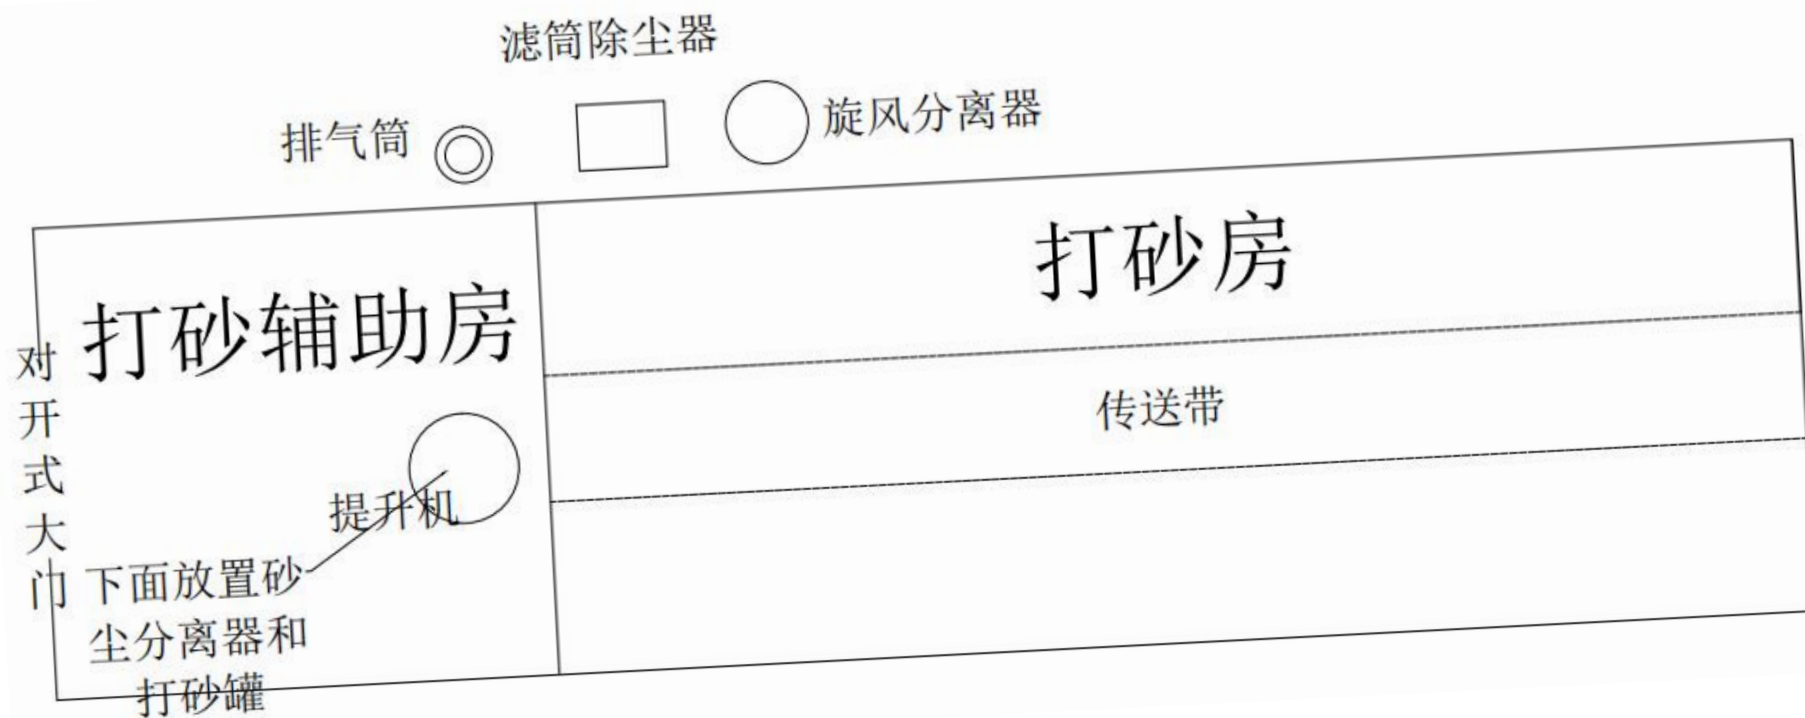 滤筒除尘器
排气筒
旋风分离器
打砂房
打砂辅助房
对开式大门
传送带
提升机
下面放置砂
尘分离器和
打砂罐